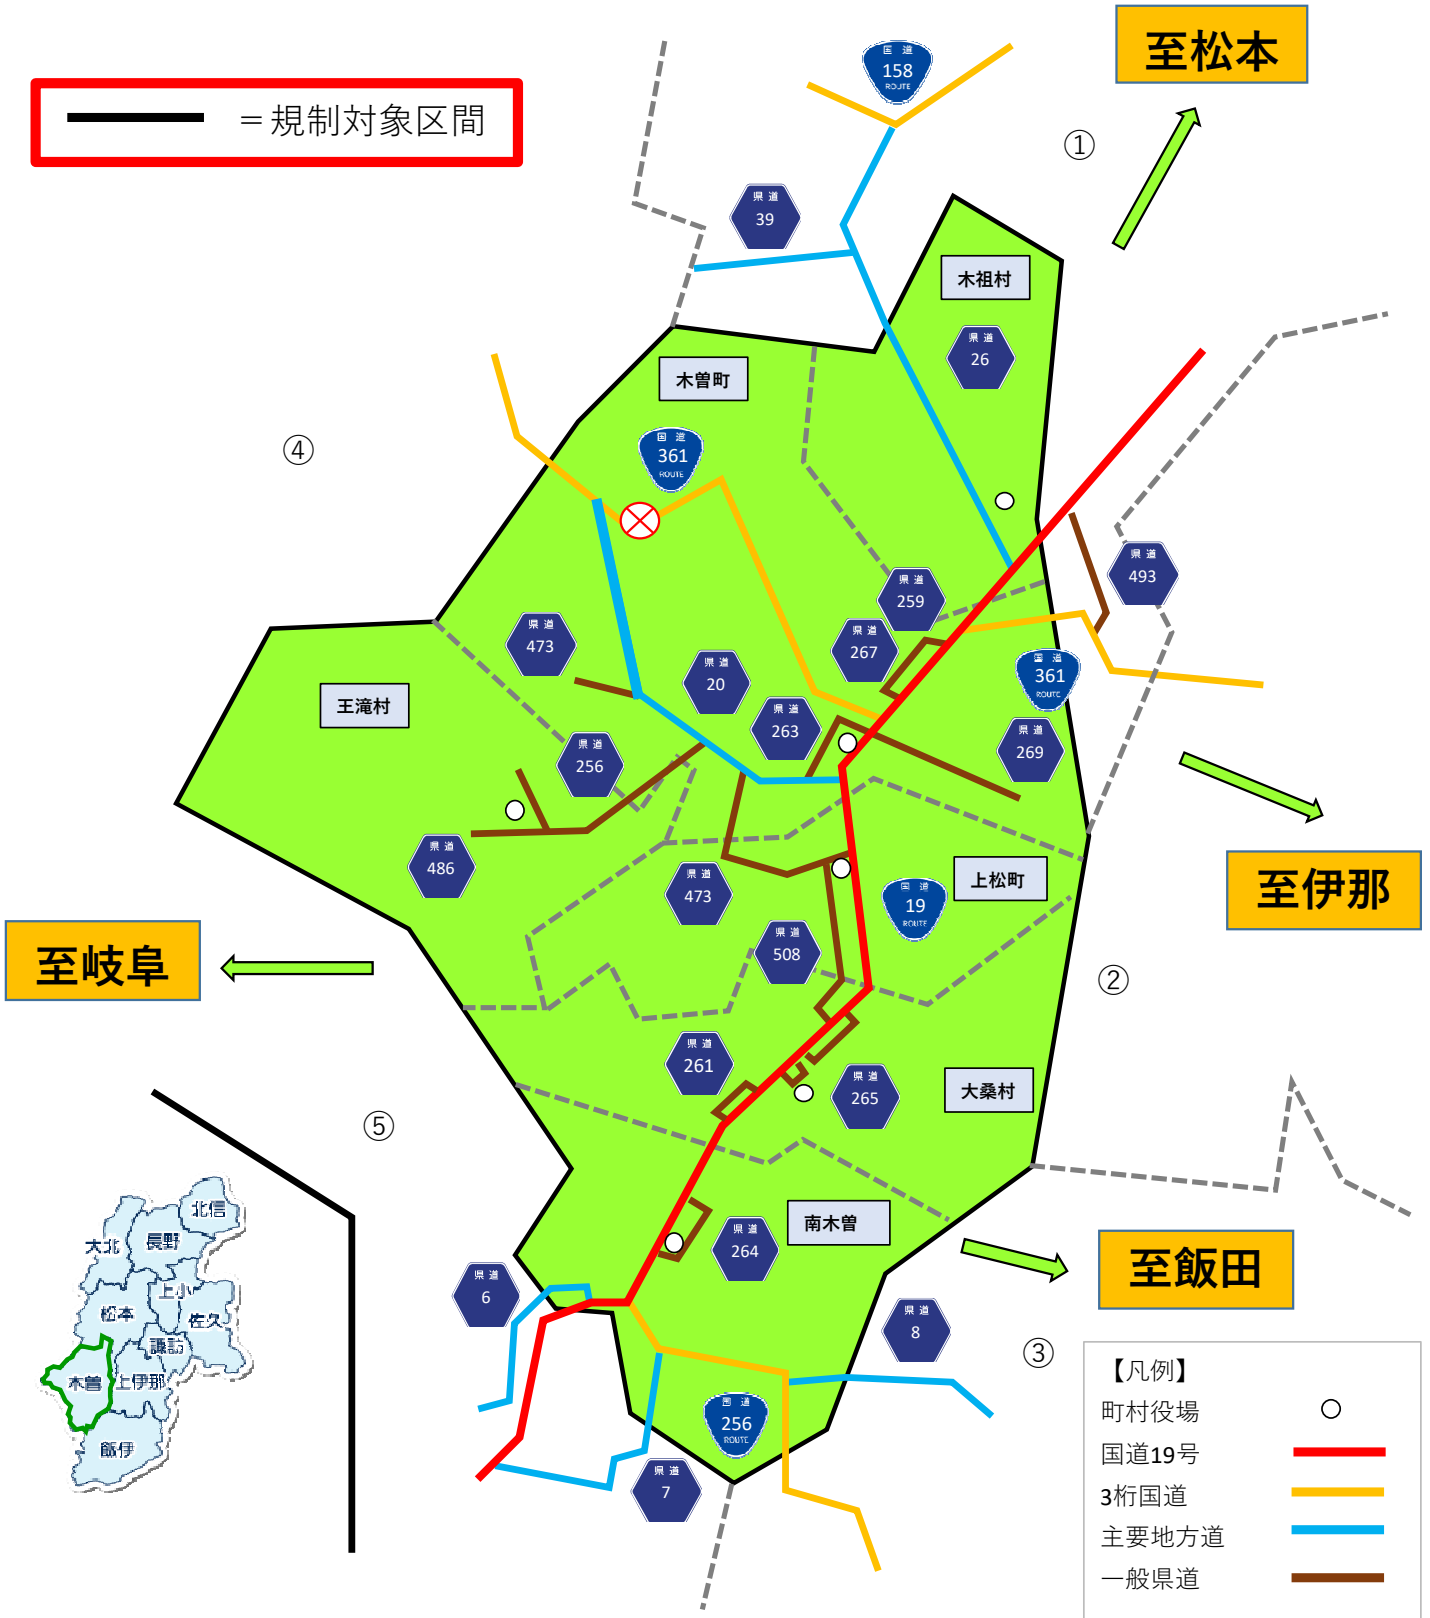 至松本
国道
158
ROUTE
＝規制対象区間
①
県道
39
木祖村
県道
26
木曽町
国道
361
ROUTE
④
県道
493
県道
259
県道
267
県道
473
県道
20
国道
361
ROUTE
王滝村
県道
263
県道
269
県道
256
県道
486
上松町
至伊那
県道
473
国道
19
ROUTE
県道
508
至岐阜
②
県道
261
県道
265
大桑村
⑤
北信
大北
長野
上小
松本
佐久
諏訪
木曽
上伊那
飯伊
南木曽
県道
264
至飯田
県道
6
県道
8
③
国道
256
ROUTE
県道
7
【凡例】
町村役場
国道19号
3桁国道
主要地方道
一般県道